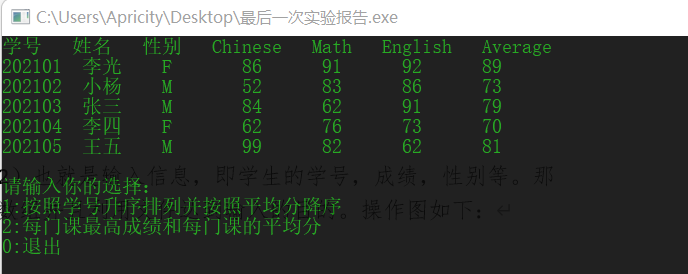 C:\Users\Apricity\Desktop\最后一次实验报告.exe
学号 姓名 性别 Chinese Math English Average
202101 李光 F 86 91 92 89
202102 小杨 M 52 83 86 73
202103 张三 M 84 62 91 79
202104 李四 F 62 76 73 70
202105 王五 M 99 82 62 81
也就是输入信息，即学生的学号，成绩，性别等。那
请输入你的选择：
1:按照学号升序排列并按照平均分降序
。操作图如下：
2:每门课最高成绩和每门课的平均分
0:退出